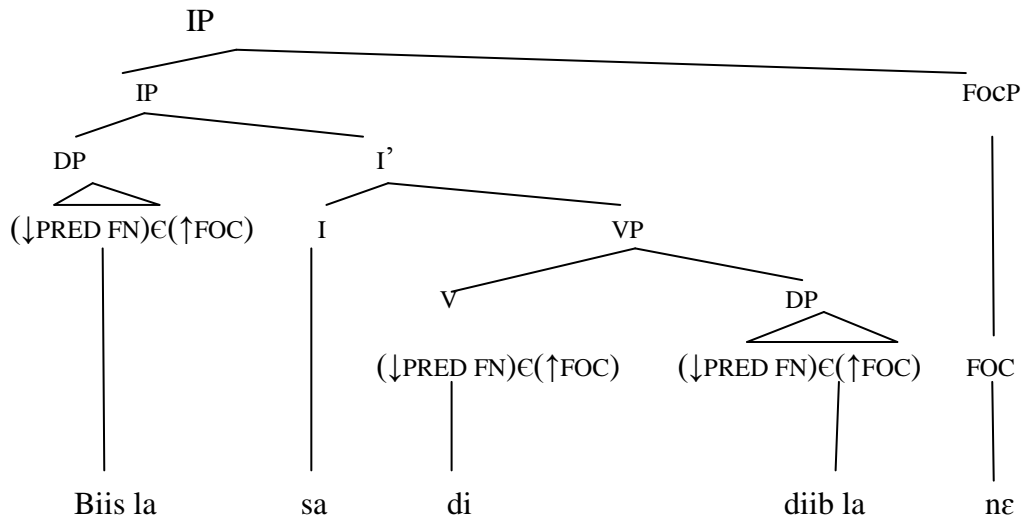 IP
IP FocP
DP I’
(↓PRED FN)Є(↑FOC) I VP
V DP
(↓PRED FN)Є(↑FOC) (↓PRED FN)Є(↑FOC) FOC
Biis la sa di diib la nɛ